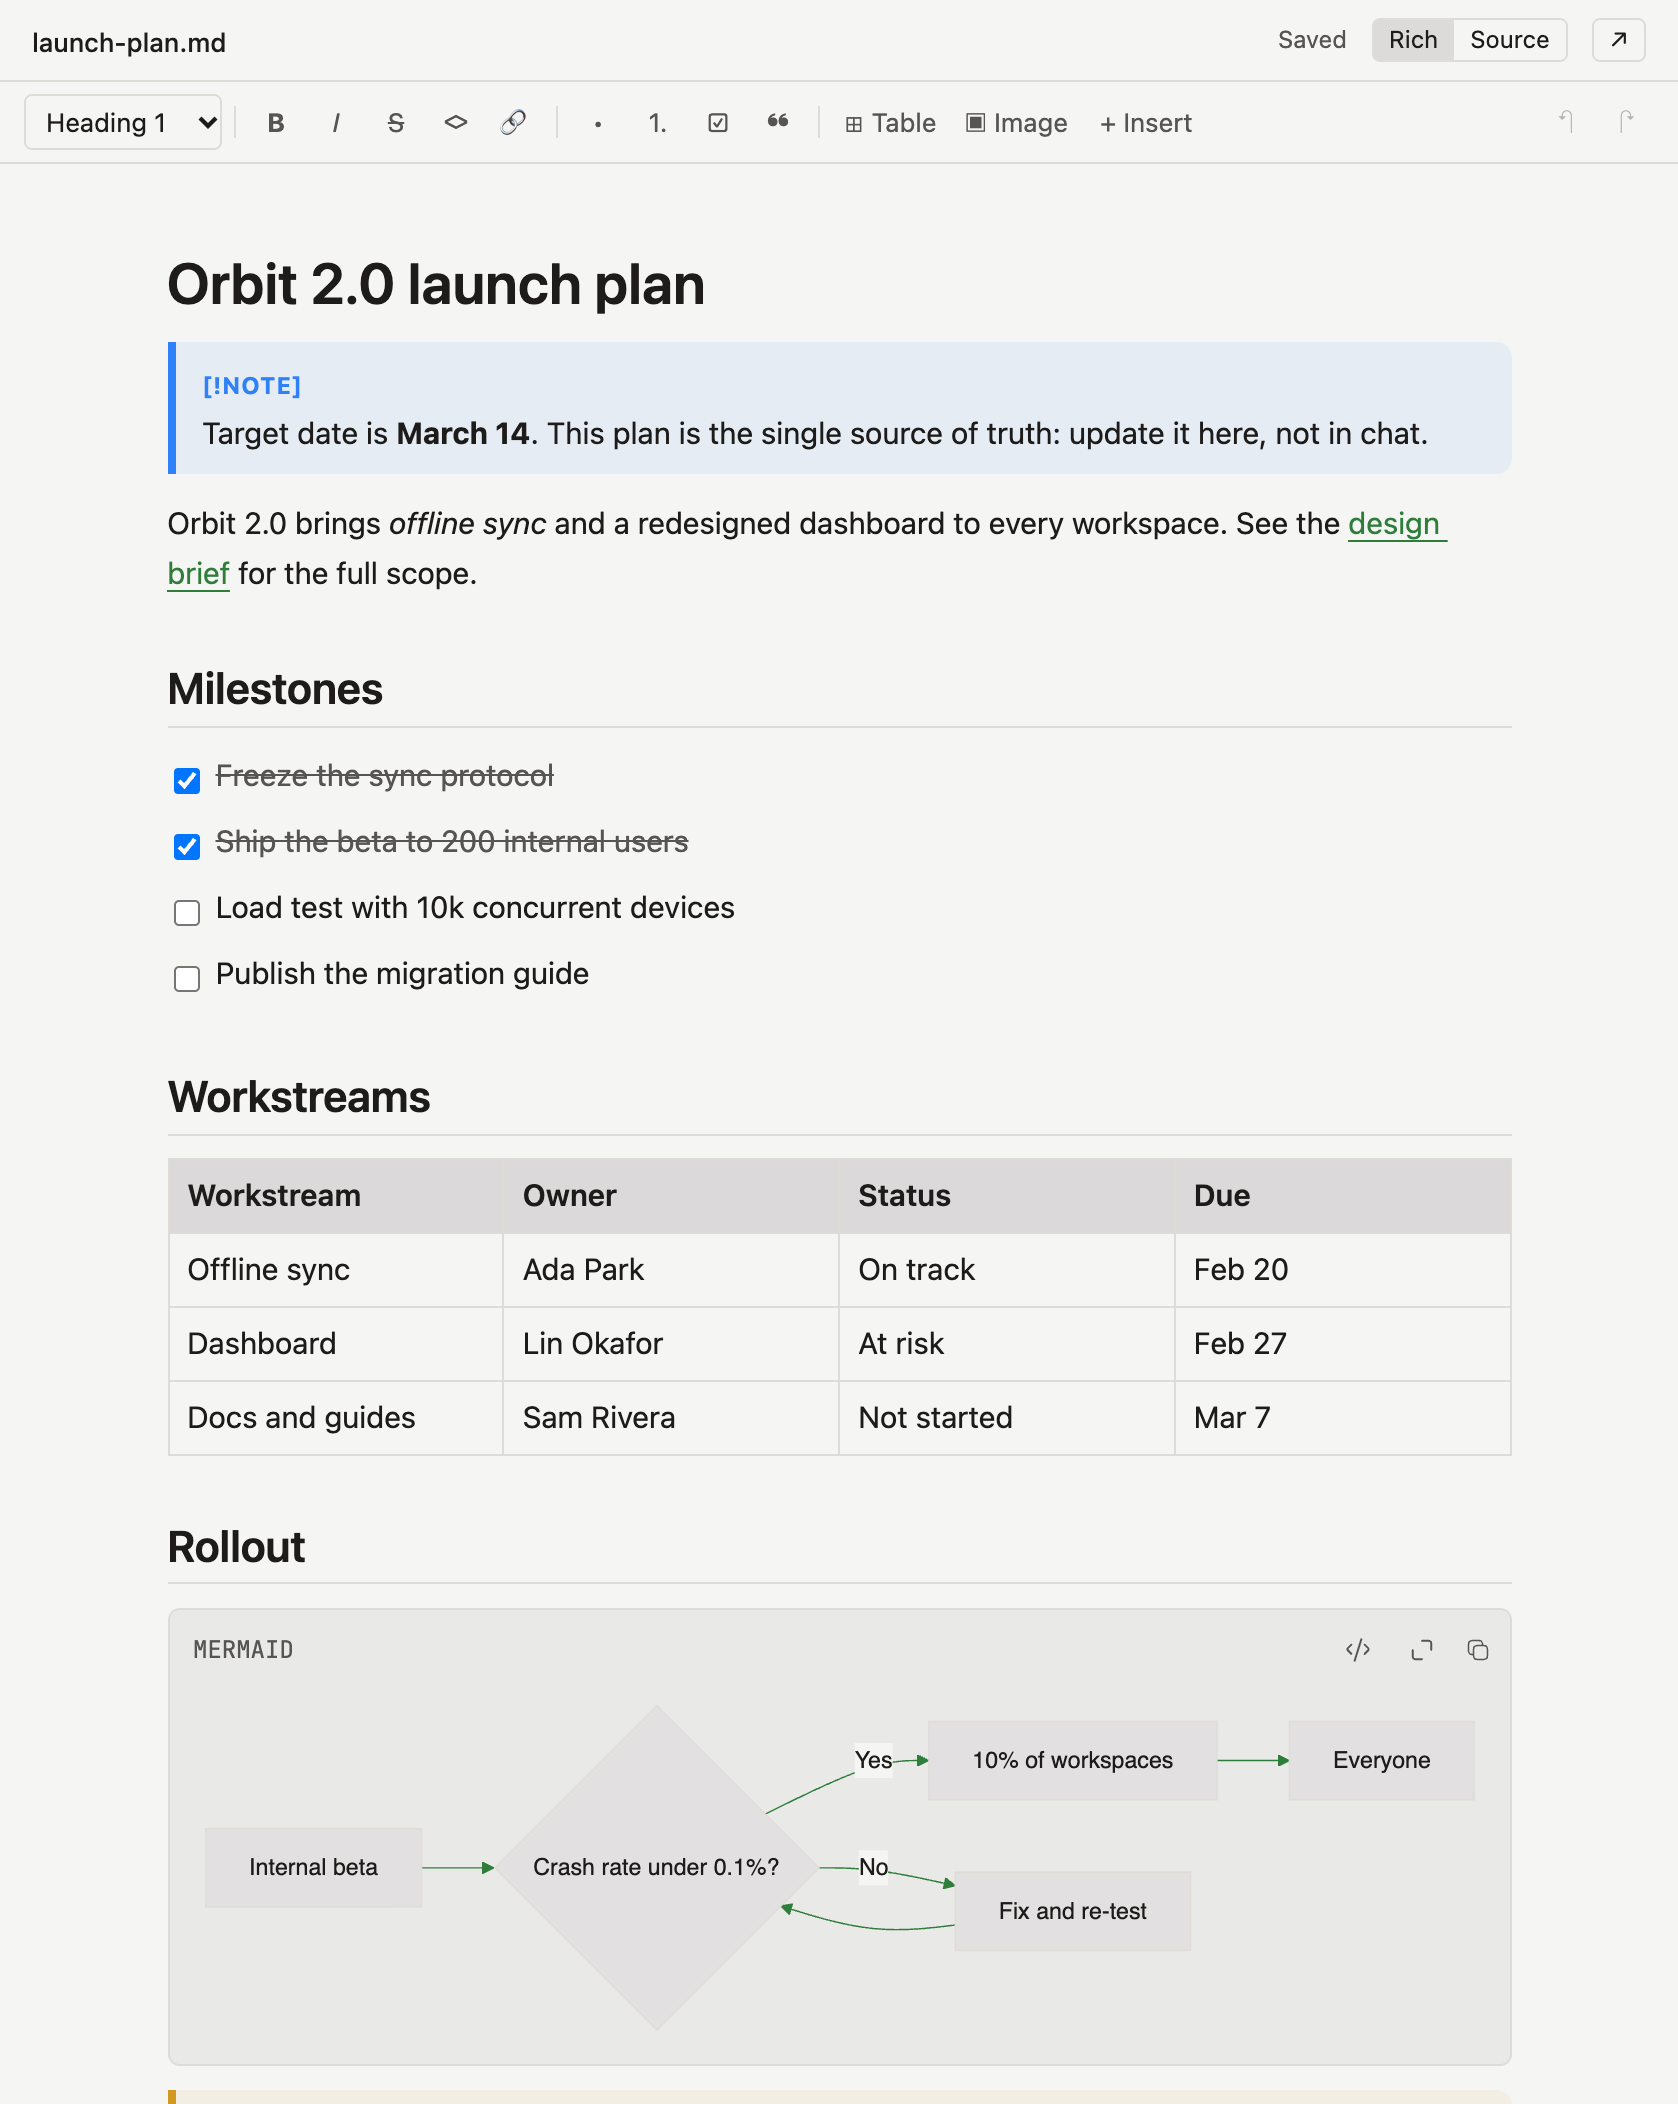 launch-plan.md
Saved
Rich
Source
Heading 1
B
I
S
1.
Table
Image
+ Insert
Orbit 2.0 launch plan
[!NOTE]
Target date is March 14. This plan is the single source of truth: update it here, not in chat.
Orbit 2.0 brings offline sync and a redesigned dashboard to every workspace. See the design
brief for the full scope.
Milestones
Freeze the sync protocol
Ship the beta to 200 internal users
Load test with 10k concurrent devices
Publish the migration guide
Workstreams
Workstream Owner Status Due
Offline sync Ada Park On track Feb 20
Dashboard Lin Okafor At risk Feb 27
Docs and guides Sam Rivera Not started Mar 7
Rollout
MERMAID
Internal beta
Crash rate under 0.1%?
Yes
10% of workspaces
Everyone
No
Fix and re-test